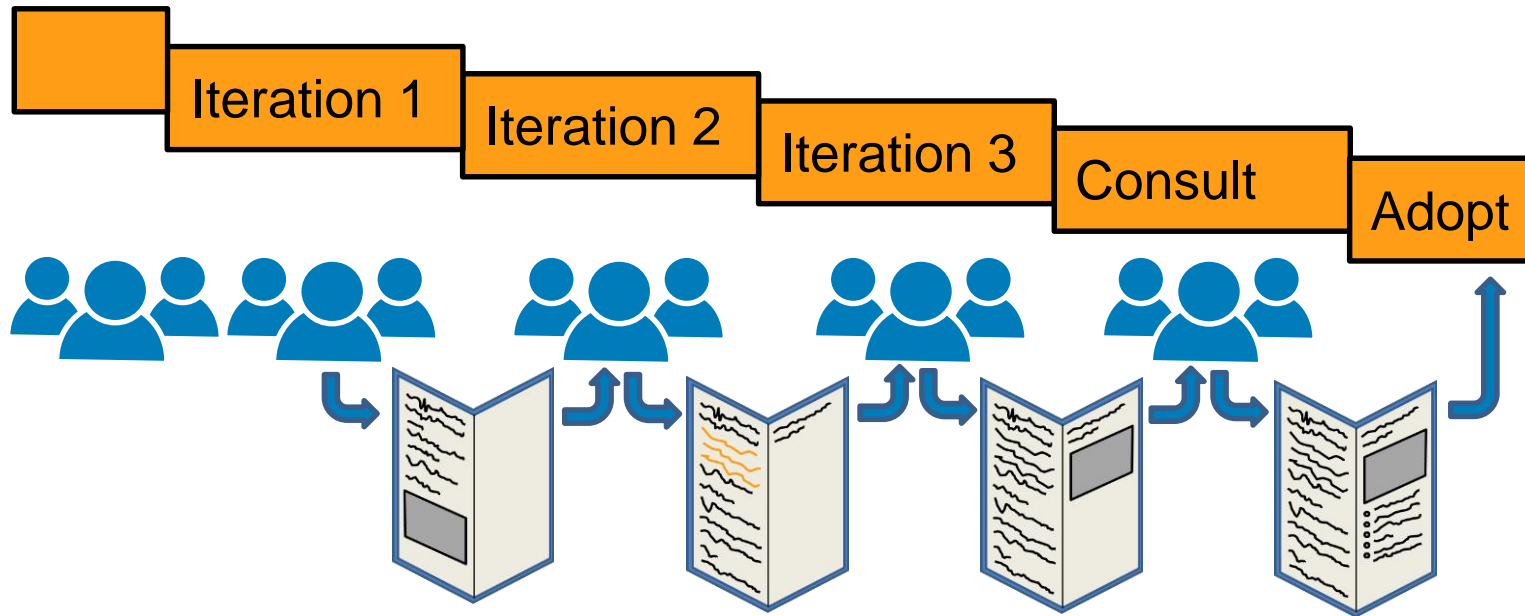 Iteration 1
Iteration 2
Iteration 3
Consult
Adopt